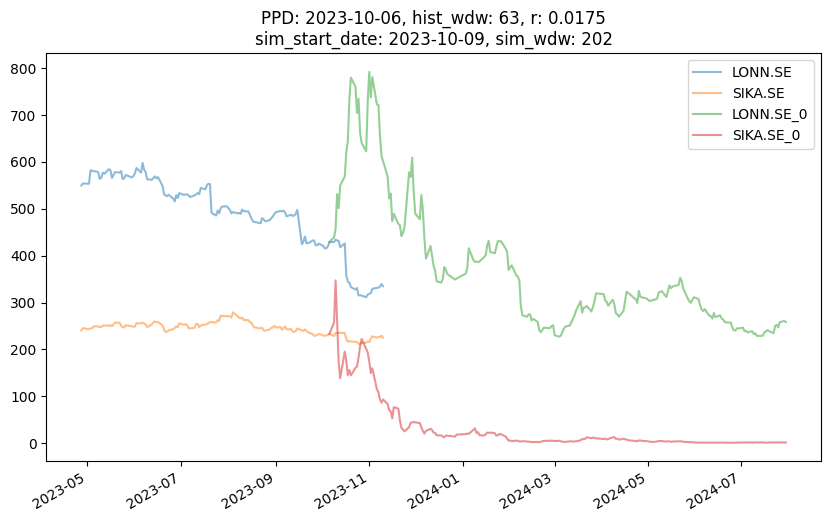 PPD: 2023-10-06, hist_wdw: 63, r: 0.0175
sim_start_date: 2023-10-09, sim_wdw: 202
LONN.SE
SIKA.SE
LONN.SE_0
SIKA.SE_0
800
700
600
500
400
300
200
100
0
2023-05
2023-07
2023-09
2023-11
2024-01
2024-03
2024-05
2024-07